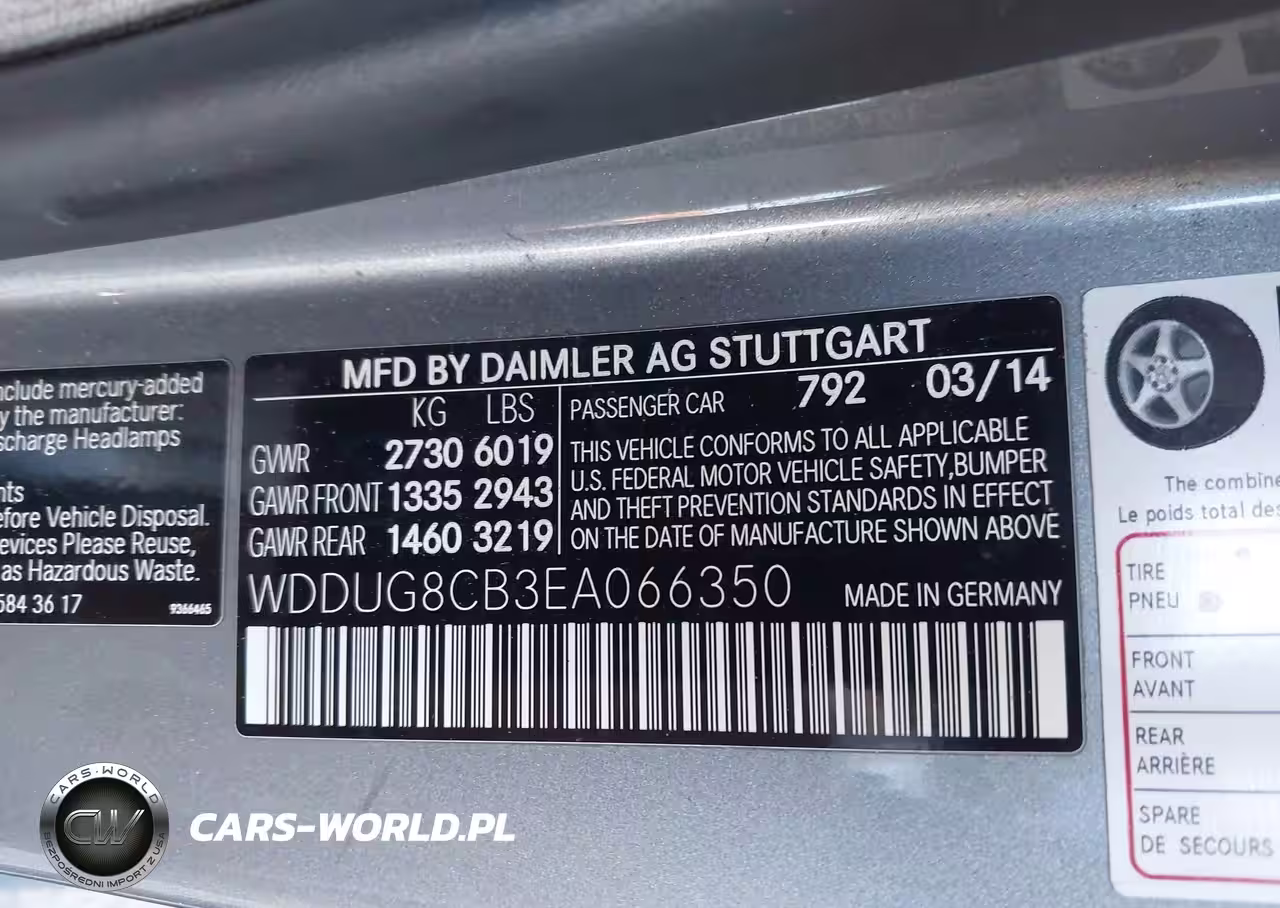 include mercury-added
by the manufacturer:
scharge Headlamps
nts
efore Vehicle Disposal.
evices Please Reuse,
as Hazardous Waste.
584 36 17
9366465
MFD BY DAIMLER AG STUTTGART
KG LBS
GVWR 2730 6019
GAWR FRONT 1335 2943
GAWR REAR 1460 3219
PASSENGER CAR 792 03/14
THIS VEHICLE CONFORMS TO ALL APPLICABLE
U.S. FEDERAL MOTOR VEHICLE SAFETY,BUMPER
AND THEFT PREVENTION STANDARDS IN EFFECT
ON THE DATE OF MANUFACTURE SHOWN ABOVE
WDDUG8CB3EA066350 MADE IN GERMANY
The combine
Le poids total des
TIRE
PNEU
FRONT
AVANT
REAR
ARRIÈRE
SPARE
DE SECOURS
CARS-WORLD
CW
BEZPOŚREDNI IMPORT Z USA
CARS-WORLD.PL